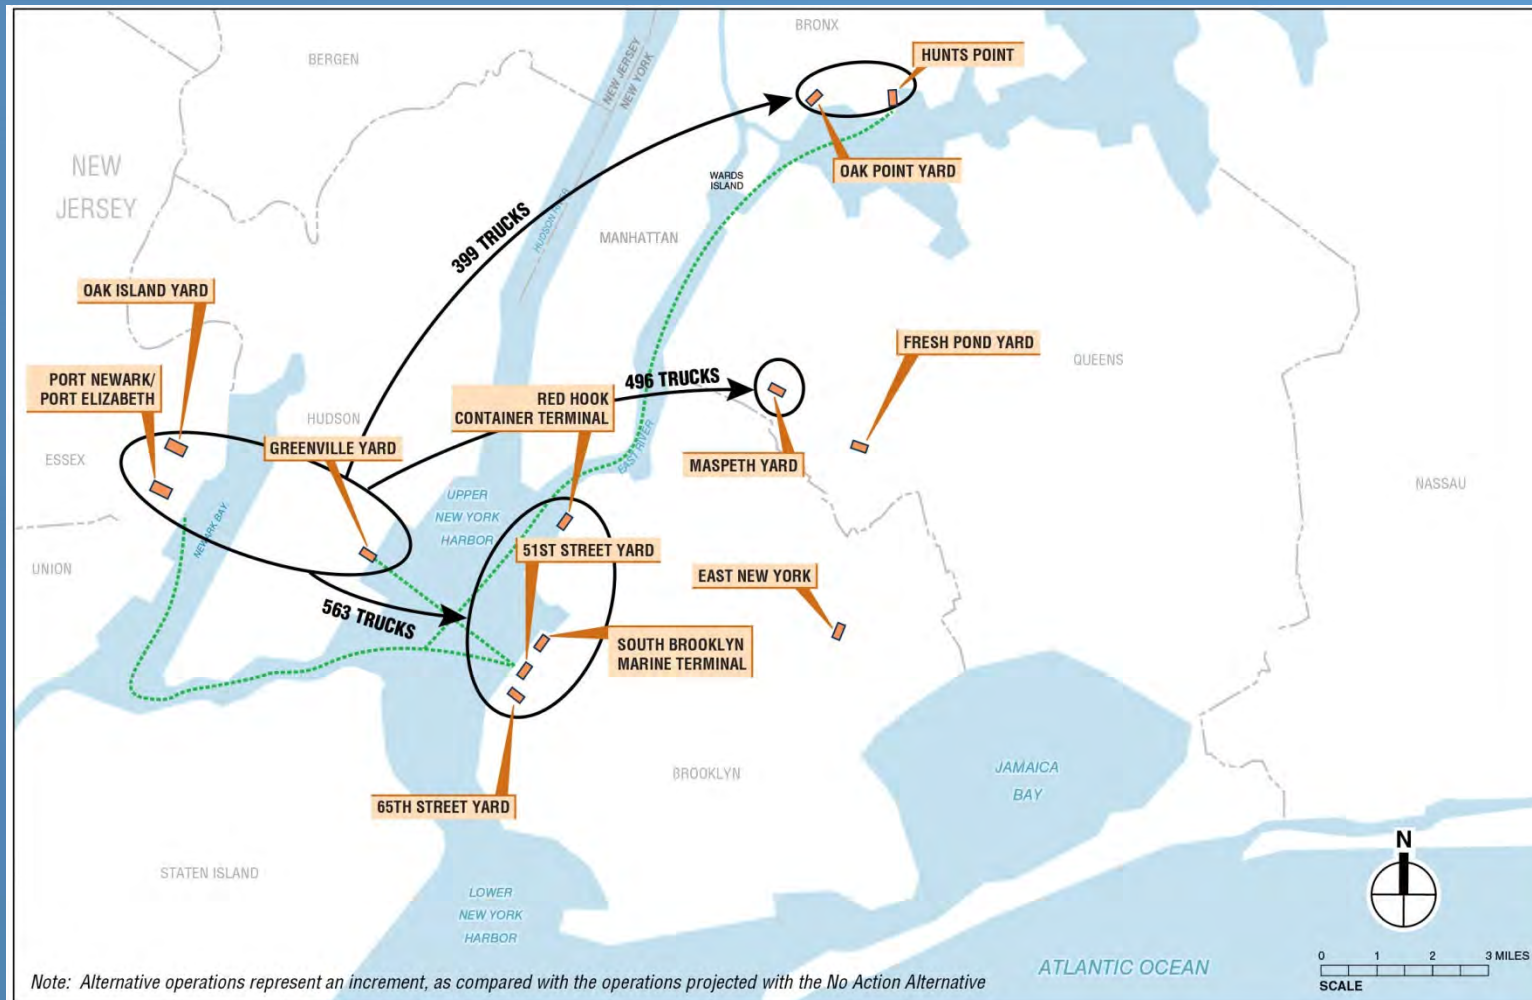 BRONX
HUNTS POINT
BERGEN
NEW JERSEY
NEW YORK
NEW
JERSEY
OAK POINT YARD
WARDS
ISLAND
HUDSON RIVER
MANHATTAN
399 TRUCKS
OAK ISLAND YARD
FRESH POND YARD
QUEENS
PORT NEWARK/
PORT ELIZABETH
496 TRUCKS
RED HOOK
CONTAINER TERMINAL
HUDSON
GREENVILLE YARD
ESSEX
EAST RIVER
MASPETH YARD
NASSAU
UPPER
NEW YORK
HARBOR
NEWARK BAY
51ST STREET YARD
UNION
EAST NEW YORK
563 TRUCKS
SOUTH BROOKLYN
MARINE TERMINAL
BROOKLYN
JAMAICA
BAY
65TH STREET YARD
STATEN ISLAND
LOWER
NEW YORK
HARBOR
N
ATLANTIC OCEAN
0 1 2 3 MILES
SCALE
Note: Alternative operations represent an increment, as compared with the operations projected with the No Action Alternative